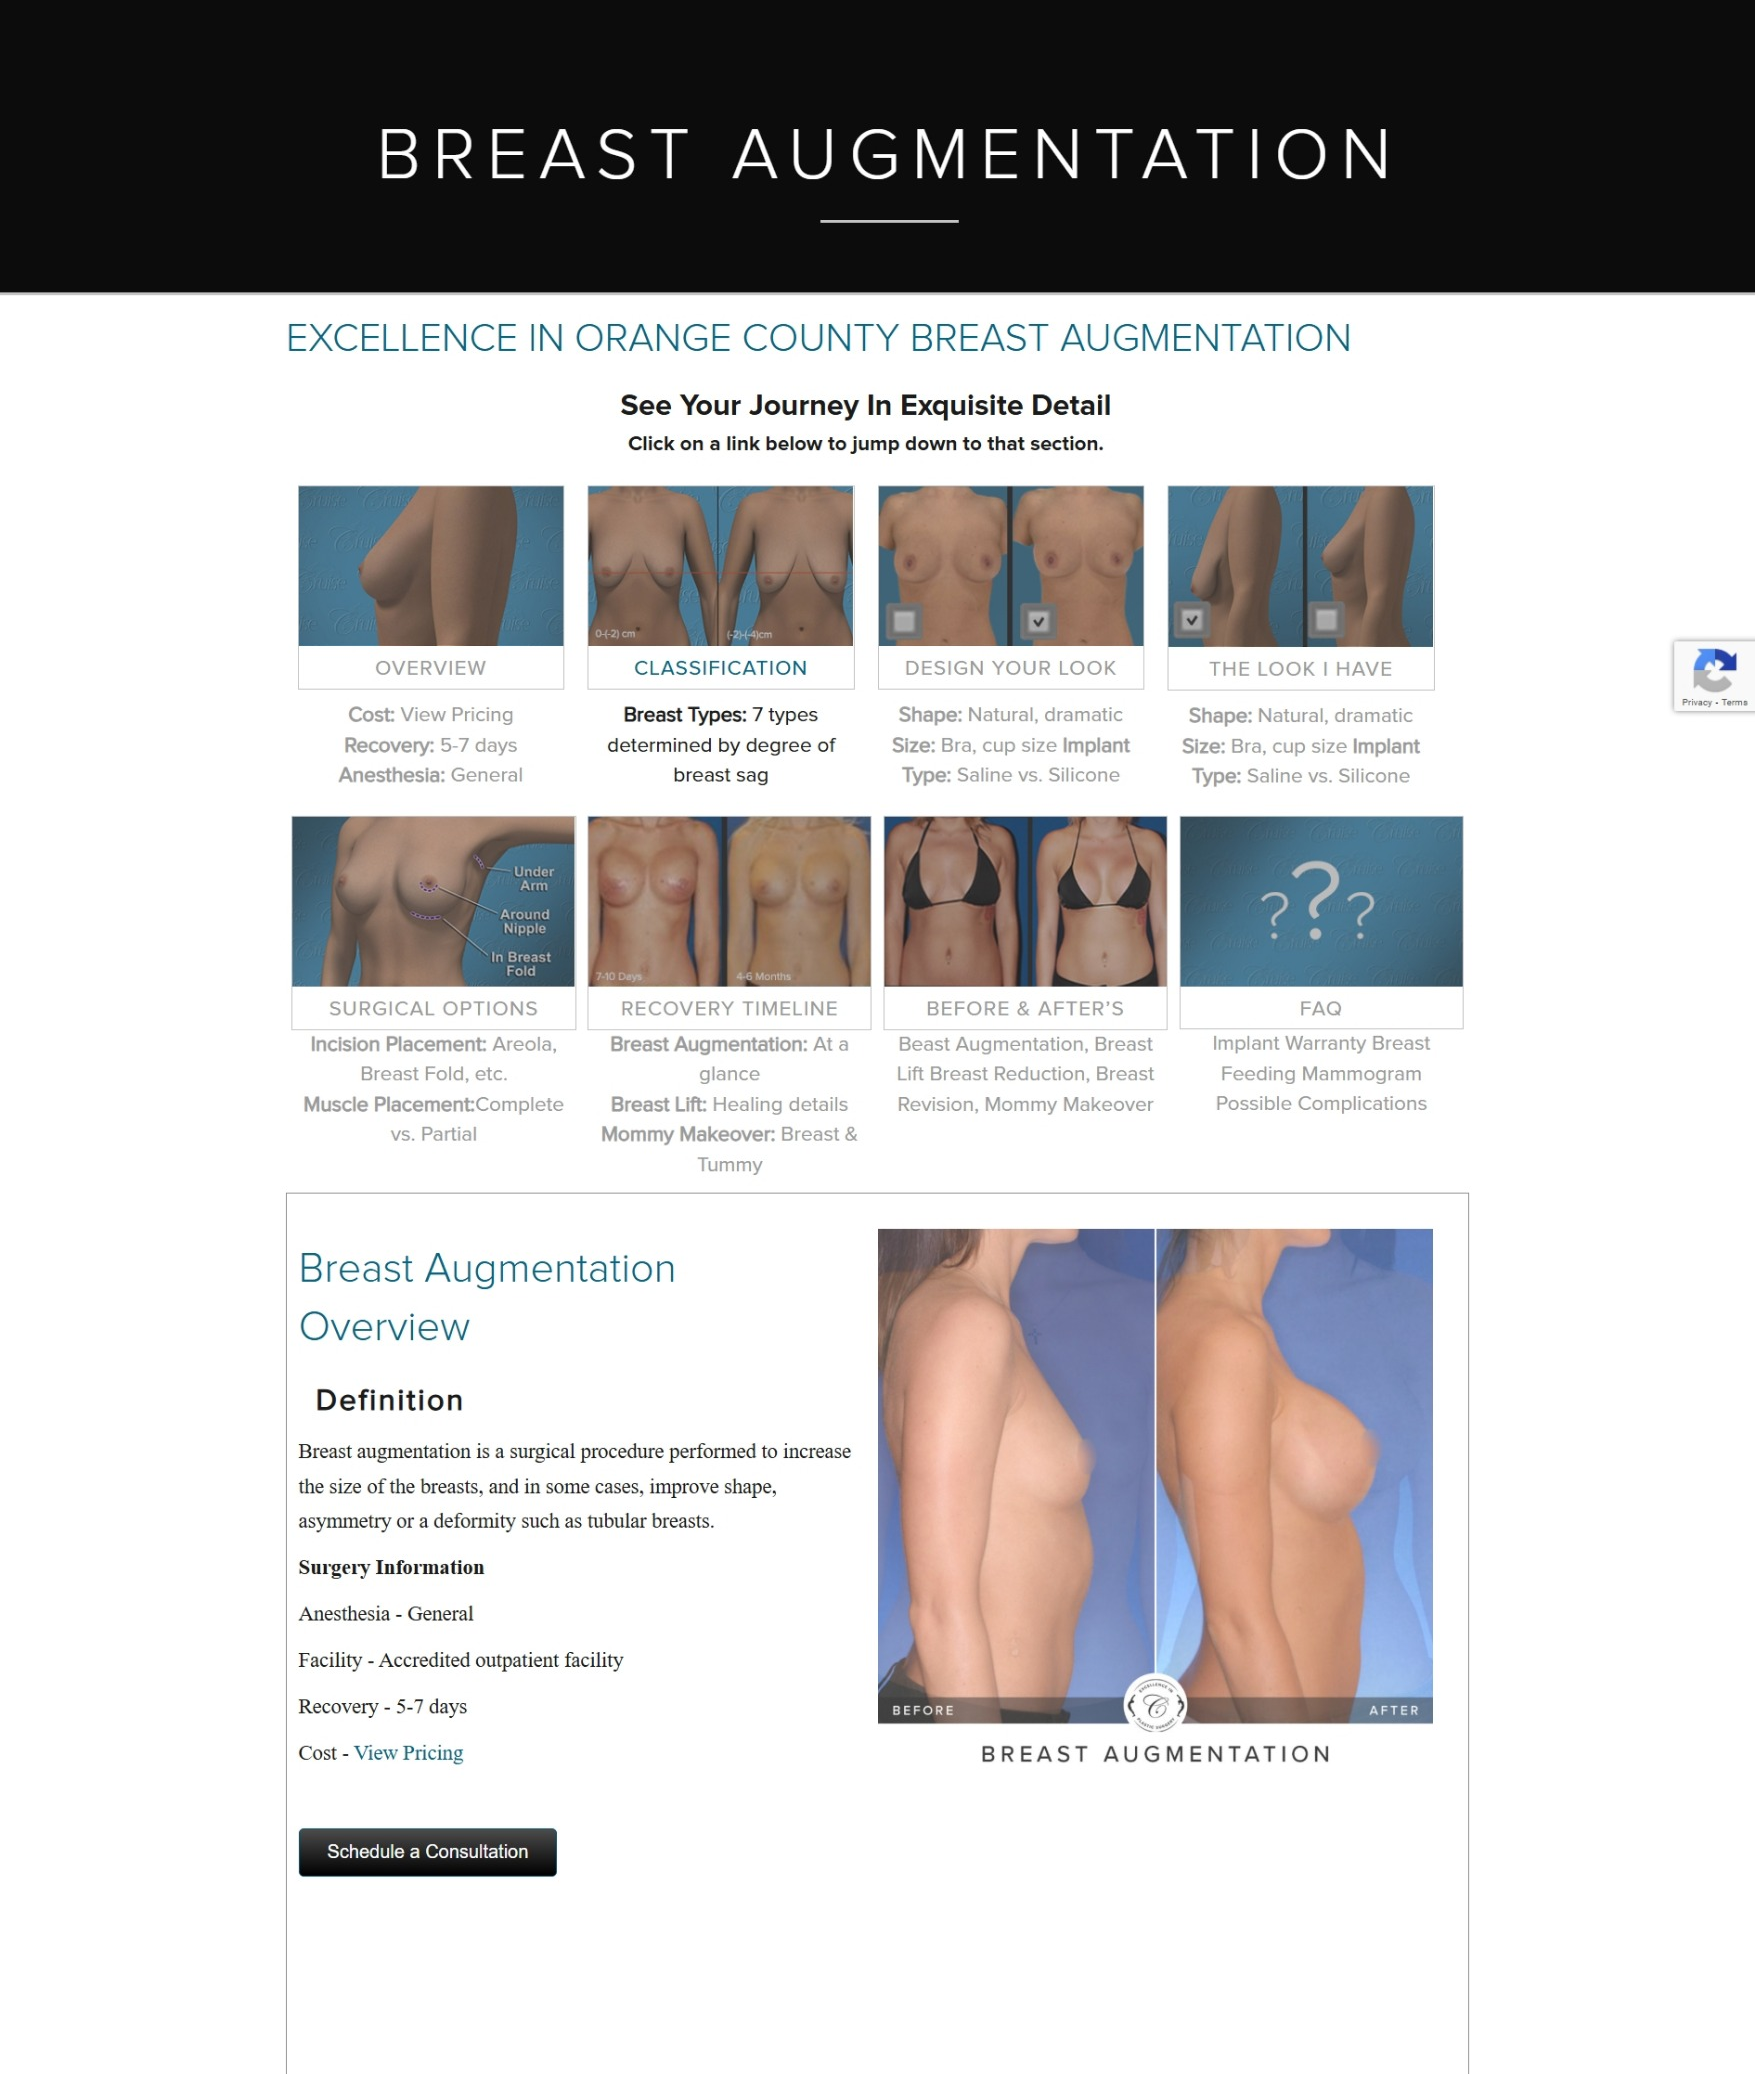 BREAST AUGMENTATION
EXCELLENCE IN ORANGE COUNTY BREAST AUGMENTATION
See Your Journey In Exquisite Detail
Click on a link below to jump down to that section.
0-(-2) cm
(-2)-(-4)cm
OVERVIEW
CLASSIFICATION
DESIGN YOUR LOOK
THE LOOK I HAVE
Cost: View Pricing
Recovery: 5-7 days
Anesthesia: General
Breast Types: 7 types
determined by degree of
breast sag
Shape: Natural, dramatic
Size: Bra, cup size Implant
Type: Saline vs. Silicone
Shape: Natural, dramatic
Size: Bra, cup size Implant
Type: Saline vs. Silicone
Privacy - Terms
Under
Arm
Around
Nipple
In Breast
Fold
7-10 Days
4-6 Months
???
SURGICAL OPTIONS
RECOVERY TIMELINE
BEFORE & AFTER'S
FAQ
Incision Placement: Areola,
Breast Fold, etc.
Muscle Placement:Complete
vs. Partial
Breast Augmentation: At a
glance
Breast Lift: Healing details
Mommy Makeover: Breast &
Tummy
Beast Augmentation, Breast
Lift Breast Reduction, Breast
Revision, Mommy Makeover
Implant Warranty Breast
Feeding Mammogram
Possible Complications
Breast Augmentation
Overview
Definition
Breast augmentation is a surgical procedure performed to increase
the size of the breasts, and in some cases, improve shape,
asymmetry or a deformity such as tubular breasts.
Surgery Information
Anesthesia - General
Facility - Accredited outpatient facility
Recovery - 5-7 days
Cost - View Pricing
Schedule a Consultation
BEFORE
EXCELLENCE IN
C
PLASTIC SURGERY
AFTER
BREAST AUGMENTATION